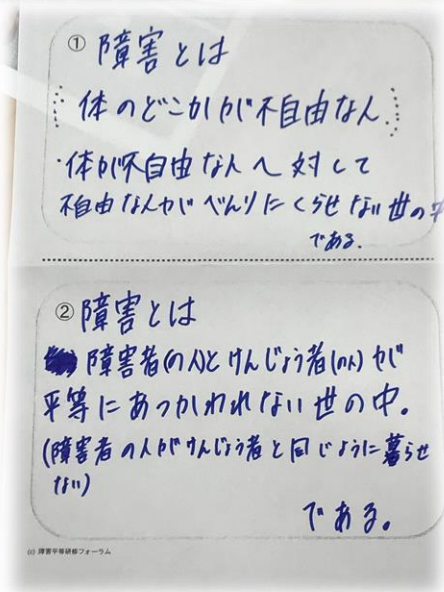 ① 障害とは
体のどこかが不自由な人
・体が不自由な人へ対して
不自由な人がべんりにくらせない世の中
である.
② 障害とは
障害者(の人)とけんじょう者(の人)が
平等にあつかわれない世の中。
(障害者の人がけんじょう者と同じように暮らせ
ない)
である。
(c) 障害平等研修フォーラム